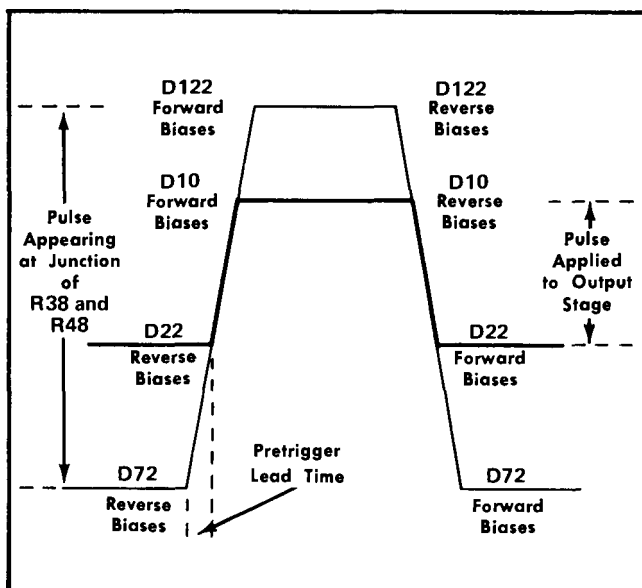 D122
Forward
Biases
D122
Reverse
Biases
D10
Forward
Biases
D10
Reverse
Biases
Pulse
Appearing
at Junction
of
R38 and
R48
Pulse
Applied
to Output
Stage
D22
Reverse
Biases
D22
Forward
Biases
Pretrigger
Lead Time
D72
Reverse
Biases
D72
Forward
Biases